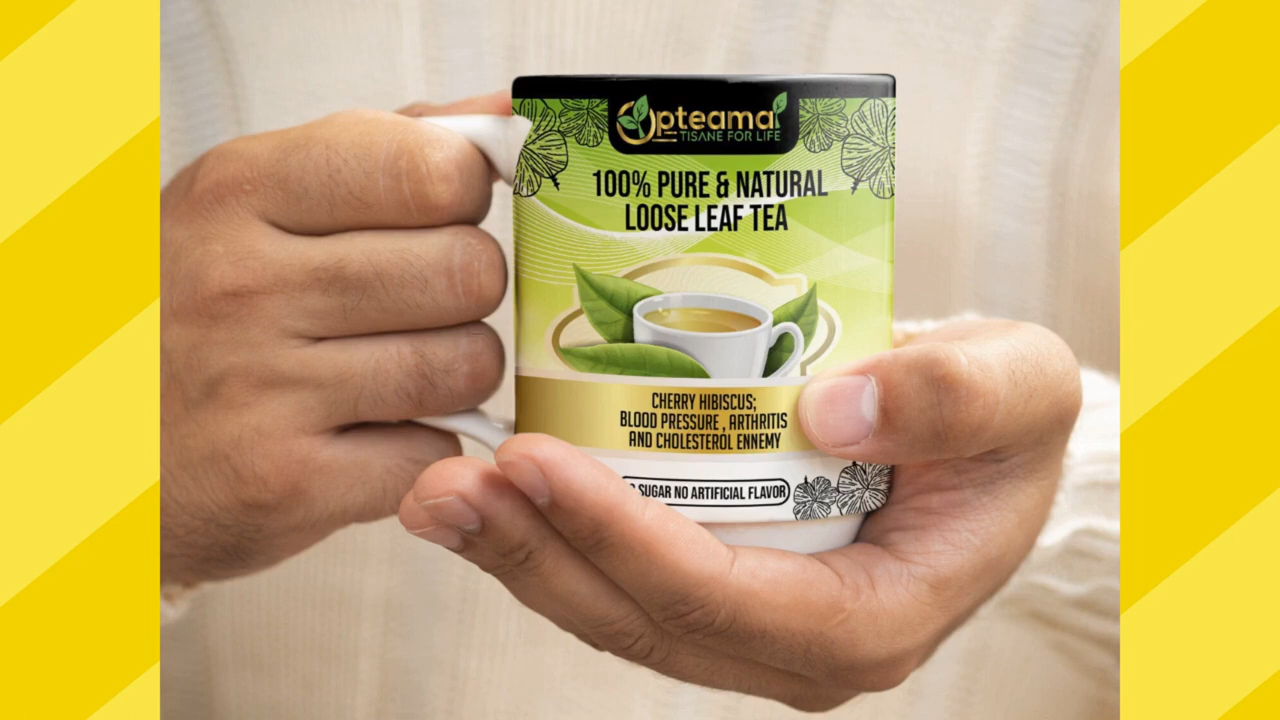 Opteama
TISANE FOR LIFE
100% PURE & NATURAL
LOOSE LEAF TEA
CHERRY HIBISCUS;
BLOOD PRESSURE , ARTHRITIS
AND CHOLESTEROL ENNEMY
SUGAR NO ARTIFICIAL FLAVOR